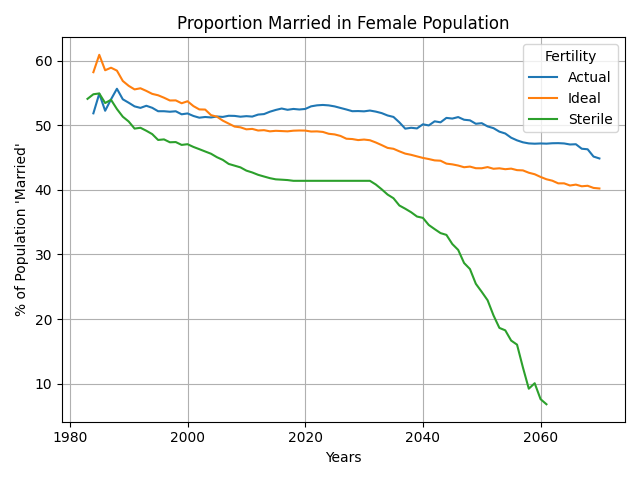 Proportion Married in Female Population
% of Population 'Married'
60
50
40
30
20
10
Fertility
Actual
Ideal
Sterile
1980
2000
2020
2040
2060
Years